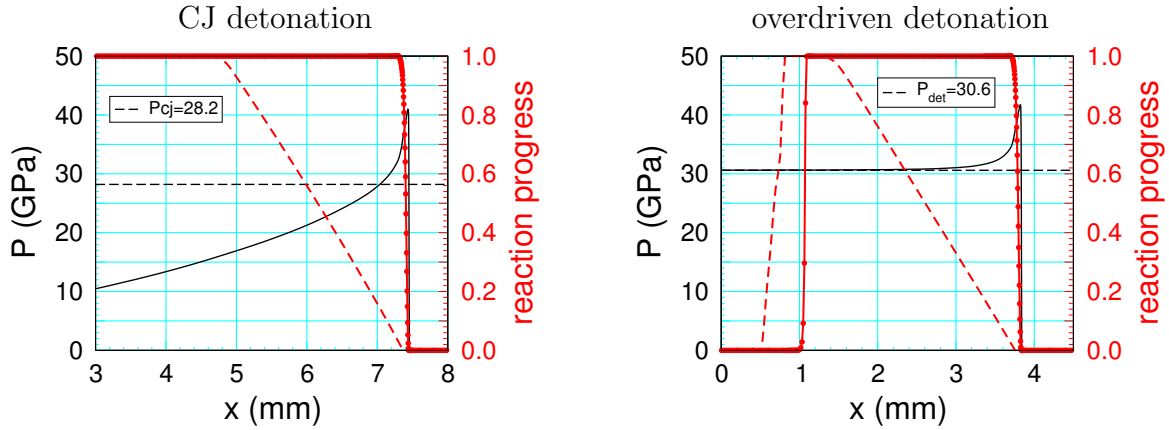 CJ detonation
50
40
30
20
10
0
P (GPa)
Pcj=28.2
1.0
0.8
0.6
0.4
0.2
0.0
reaction progress
3 4 5 6 7 8
x (mm)
overdriven detonation
50
40
30
20
10
0
P (GPa)
P_det=30.6
1.0
0.8
0.6
0.4
0.2
0.0
reaction progress
0 1 2 3 4
x (mm)